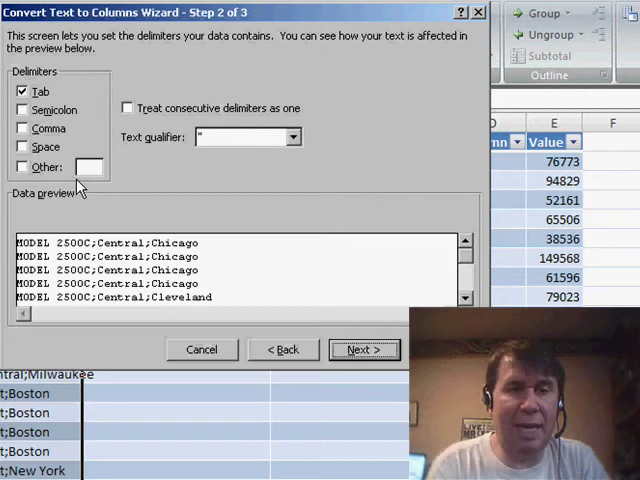 Convert Text to Columns Wizard - Step 2 of 3
This screen lets you set the delimiters your data contains. You can see how your text is affected in
the preview below.
Delimiters
Tab
Semicolon
Comma
Space
Other:
Treat consecutive delimiters as one
Text qualifier: "
Data preview
MODEL 2500C;Central;Chicago
MODEL 2500C;Central;Chicago
MODEL 2500C;Central;Chicago
MODEL 2500C;Central;Chicago
MODEL 2500C;Central;Cleveland
Cancel
< Back
Next >
Group
Ungroup
Subtotal
Outline
D E F
mn Value
76773
94829
52161
65506
38536
149568
61596
79023
ntral;Milwaukee
t;Boston
t;Boston
t;Boston
t;Boston
t;New York